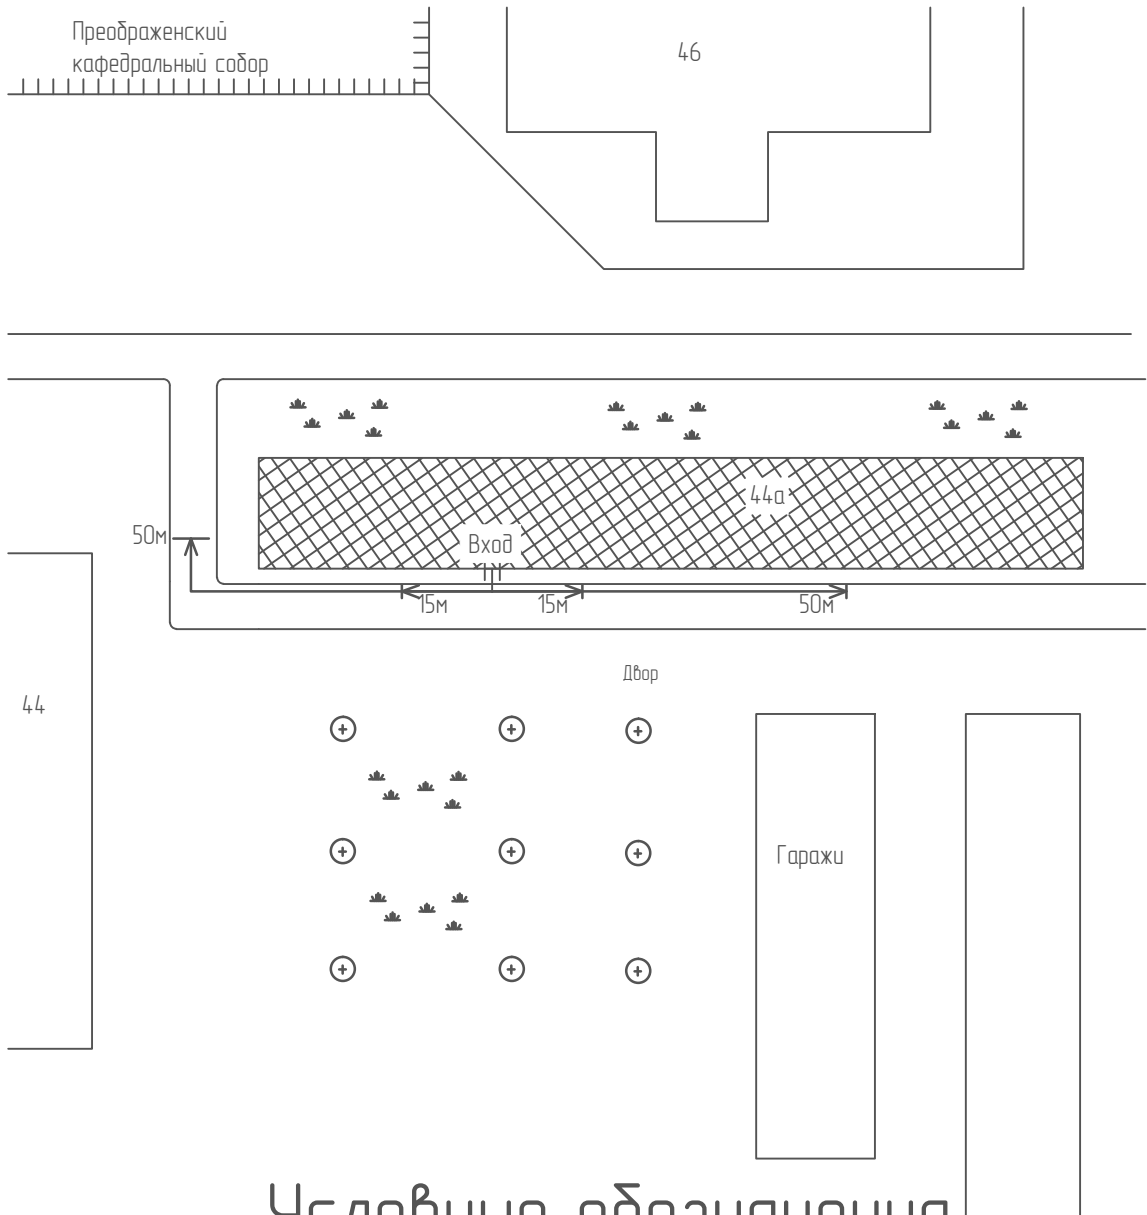 Преображенский
кафедральный собор
46
44а
50м
Вход
15м
15м
50м
Двор
44
Гаражи
Условные обозначения